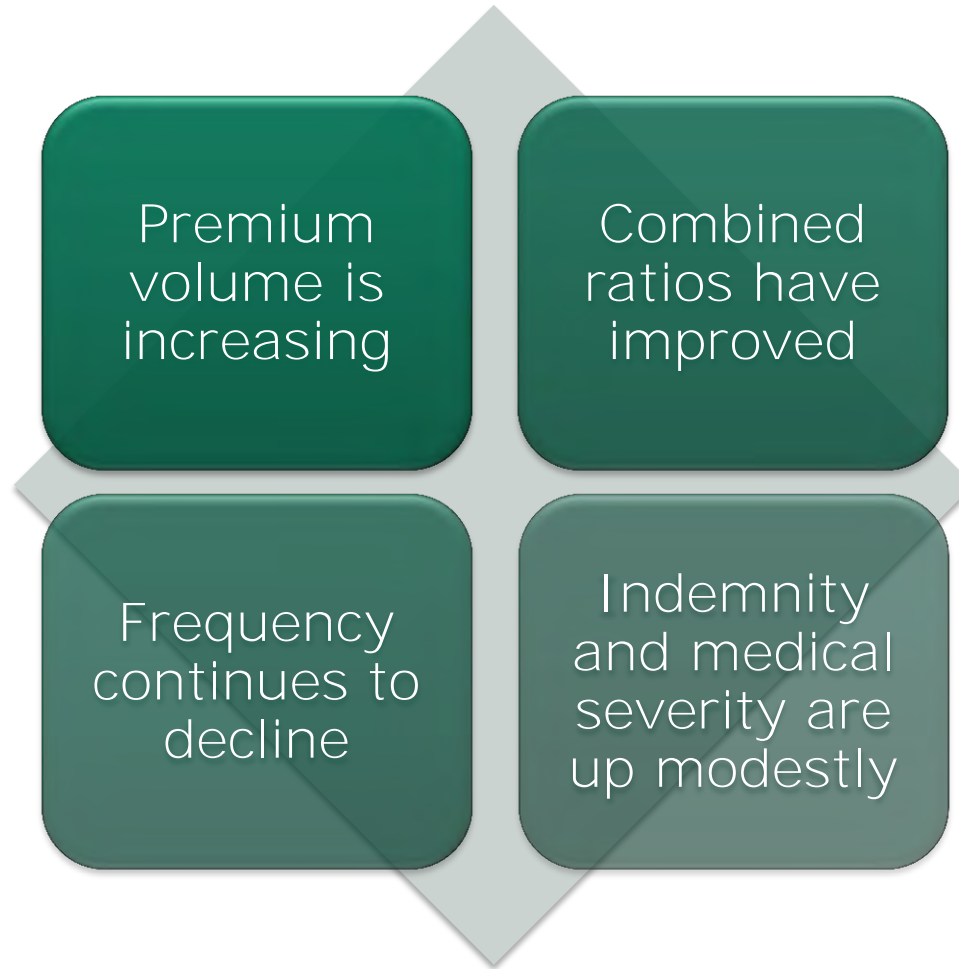 Premium
volume is
increasing
Combined
ratios have
improved
Frequency
continues to
decline
Indemnity
and medical
severity are
up modestly